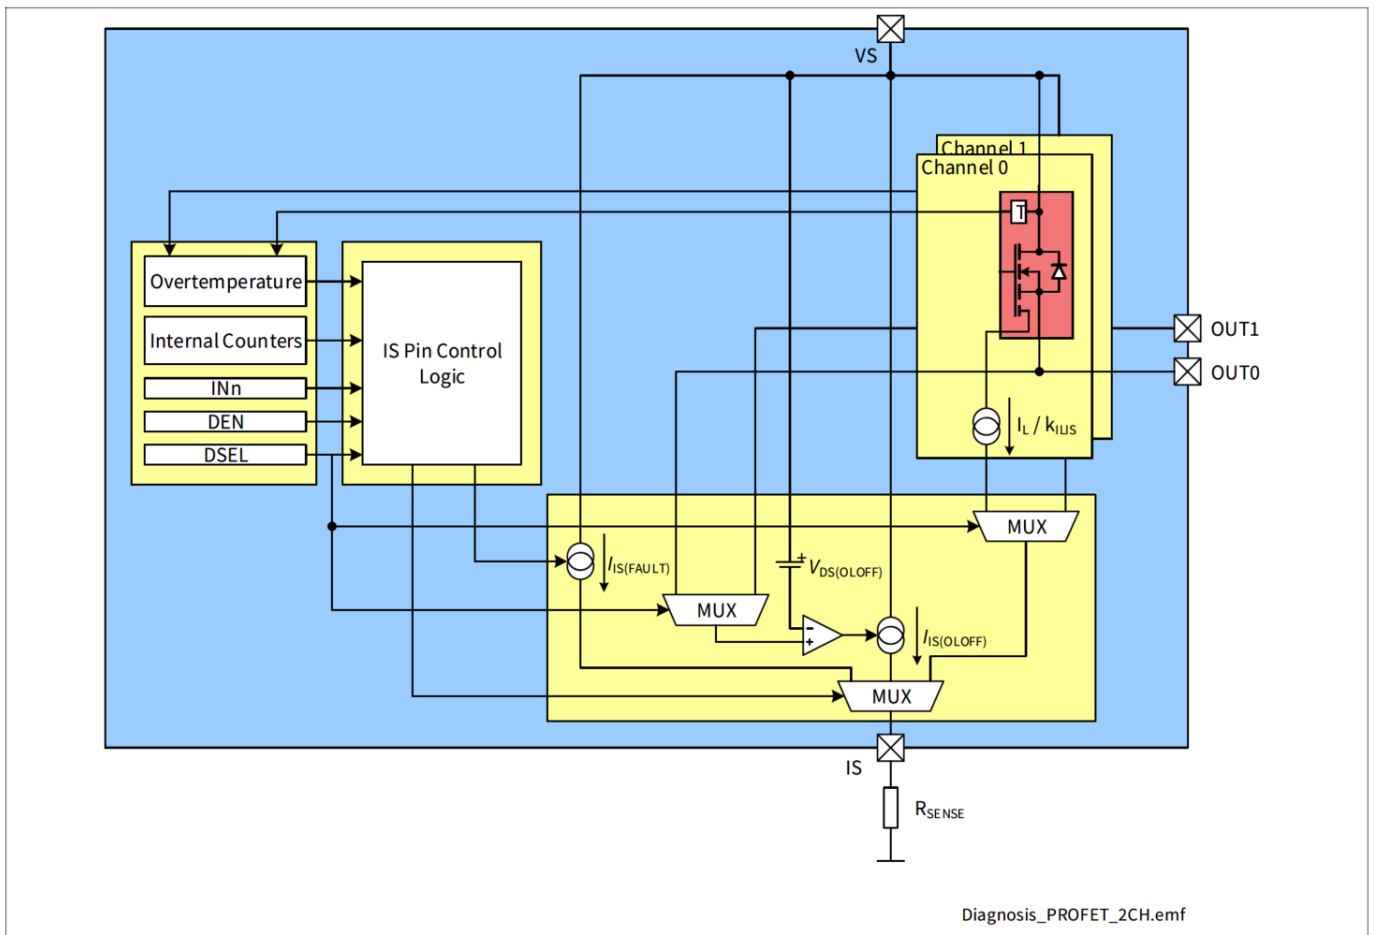 VS
Channel 1
Channel 0
T
Overtemperature
Internal Counters
INn
DEN
DSEL
IS Pin Control
Logic
OUT1
OUT0
IL / kILIS
MUX
IIS(FAULT)
+
VDS(OLOFF)
MUX
-
+
IIS(OLOFF)
MUX
IS
RSENSE
Diagnosis_PROFET_2CH.emf